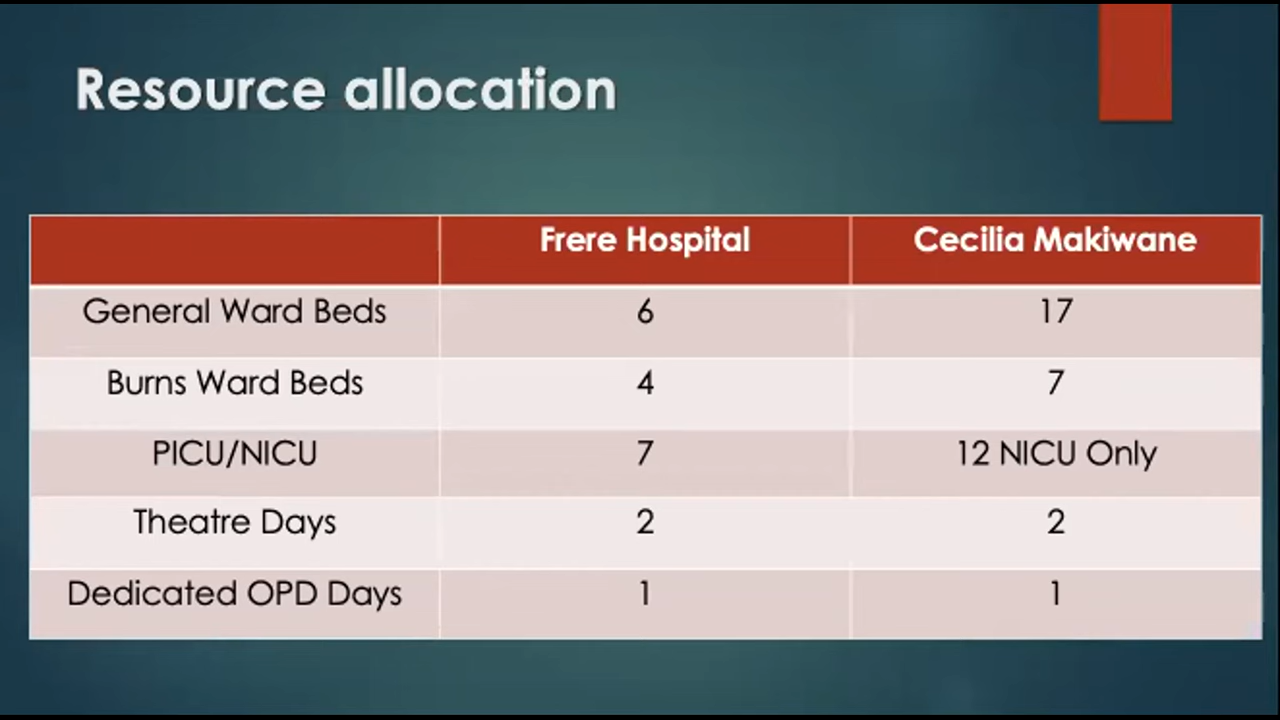 Resource allocation
Frere Hospital Cecilia Makiwane
General Ward Beds 6 17
Burns Ward Beds 4 7
PICU/NICU 7 12 NICU Only
Theatre Days 2 2
Dedicated OPD Days 1 1